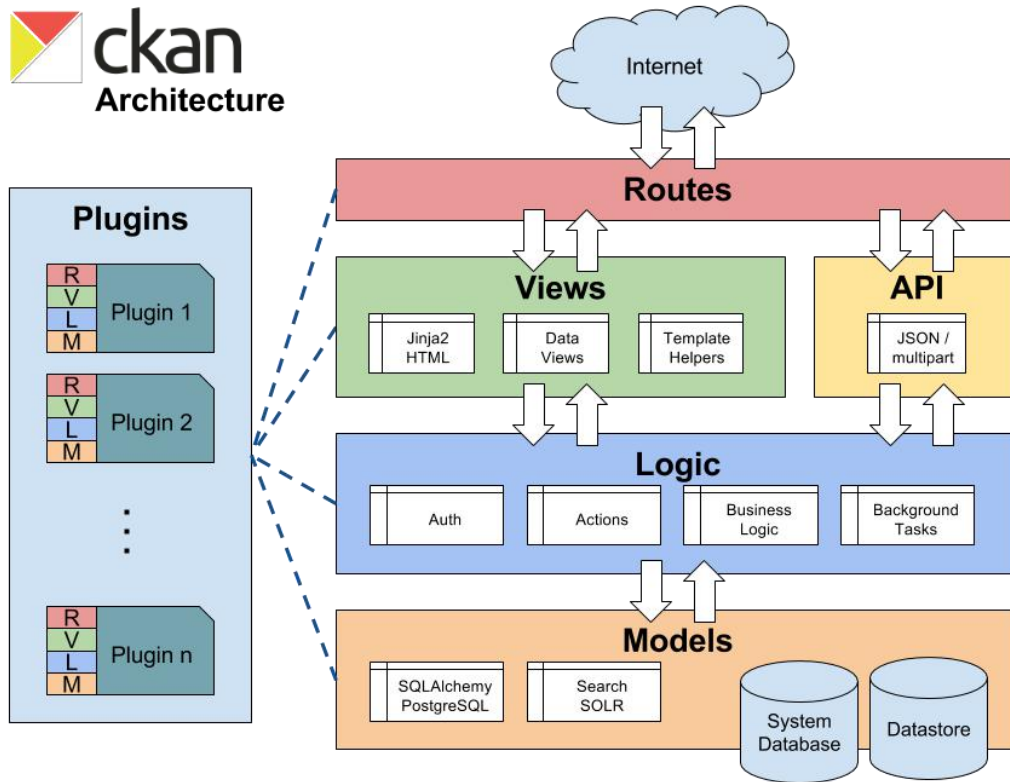 ckan
Architecture
Internet
Routes
Plugins
R
V
L
M
Plugin 1
R
V
L
M
Plugin 2
R
V
L
M
Plugin n
Views
Jinja2
HTML
Data
Views
Template
Helpers
API
JSON /
multipart
Logic
Auth
Actions
Business
Logic
Background
Tasks
Models
SQLAlchemy
PostgreSQL
Search
SOLR
System
Database
Datastore